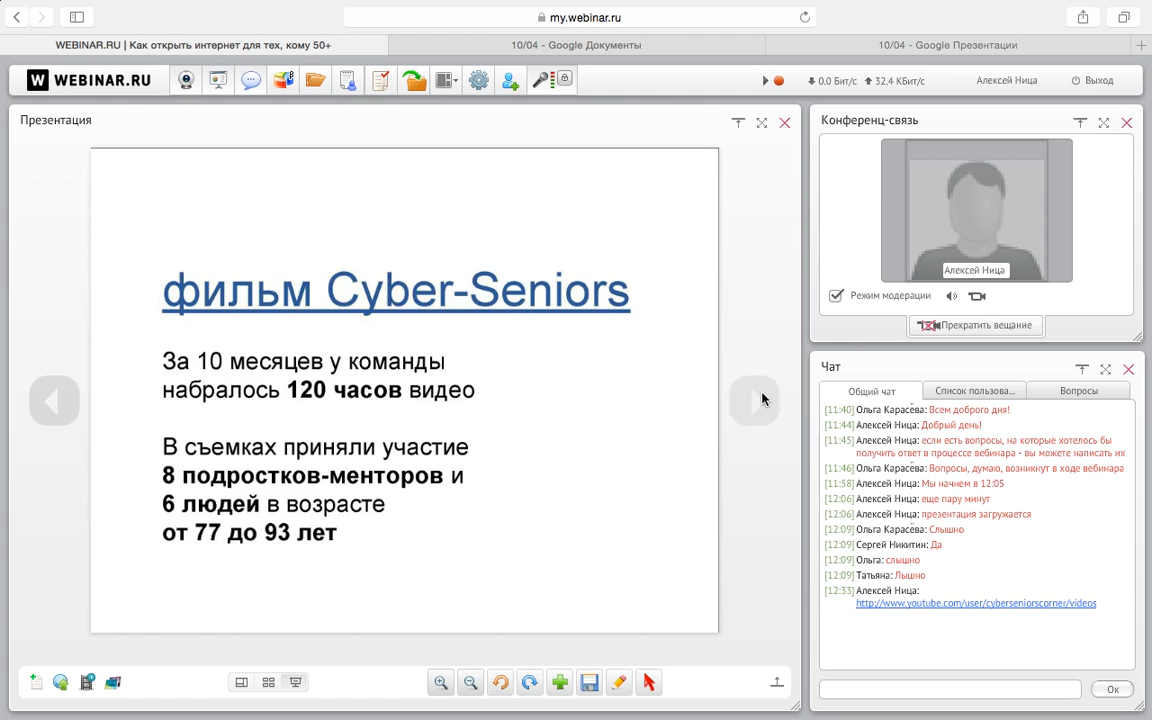 my.webinar.ru
WEBINAR.RU | Как открыть интернет для тех, кому 50+
10/04 - Google Документы
10/04 - Google Презентации
W WEBINAR.RU
0.0 Бит/с
32.4 КБит/с
Алексей Ница
Выход
Презентация
фильм Cyber-Seniors
За 10 месяцев у команды
набралось 120 часов видео
В съемках приняли участие
8 подростков-менторов и
6 людей в возрасте
от 77 до 93 лет
Конференц-связь
Алексей Ница
Режим модерации
Прекратить вещание
Чат
Общий чат
Список пользова...
Вопросы
[11:40] Ольга Карасёва: Всем доброго дня!
[11:44] Алексей Ница: Добрый день!
[11:45] Алексей Ница: если есть вопросы, на которые хотелось бы
получить ответ в процессе вебинара - вы можете написать их
[11:46] Ольга Карасёва: Вопросы, думаю, возникнут в ходе вебинара
[11:58] Алексей Ница: Мы начнем в 12:05
[12:06] Алексей Ница: еще пару минут
[12:06] Алексей Ница: презентация загружается
[12:09] Ольга Карасёва: Слышно
[12:09] Сергей Никитин: Да
[12:09] Ольга: слышно
[12:09] Татьяна: Лышно
[12:33] Алексей Ница:
http://www.youtube.com/user/cyberseniorscorner/videos
Ок